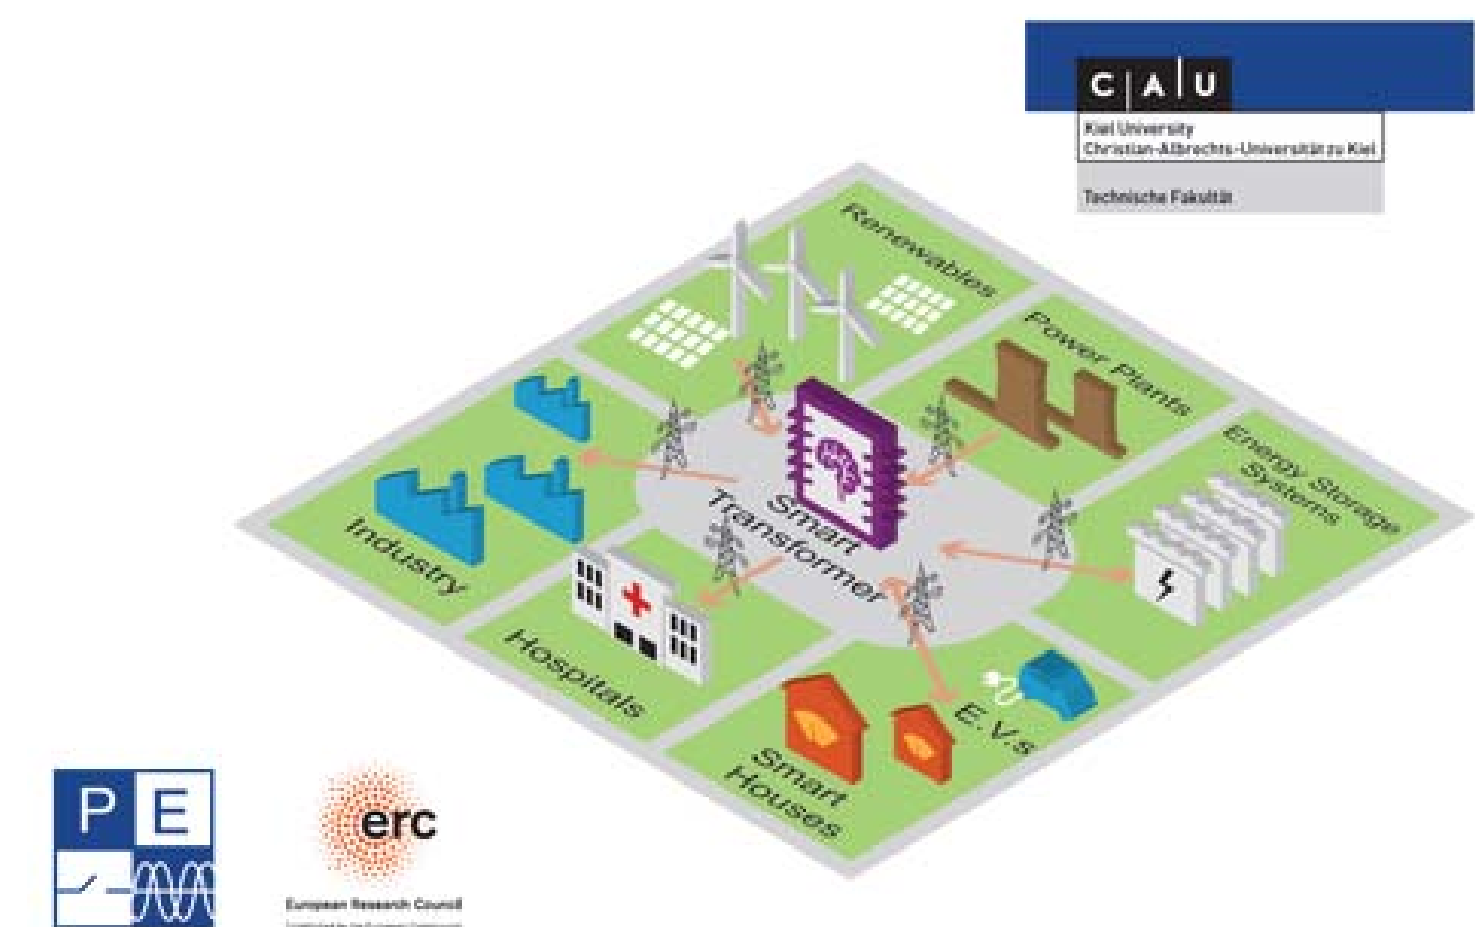 C A U
Kiel University
Christian-Albrechts-Universität zu Kiel
Technische Fakultät
Renewables
Power Plants
Energy Storage
Systems
Smart
Transformer
Industry
Hospitals
E.V.s
Smart
Houses
P E
erc
European Research Council